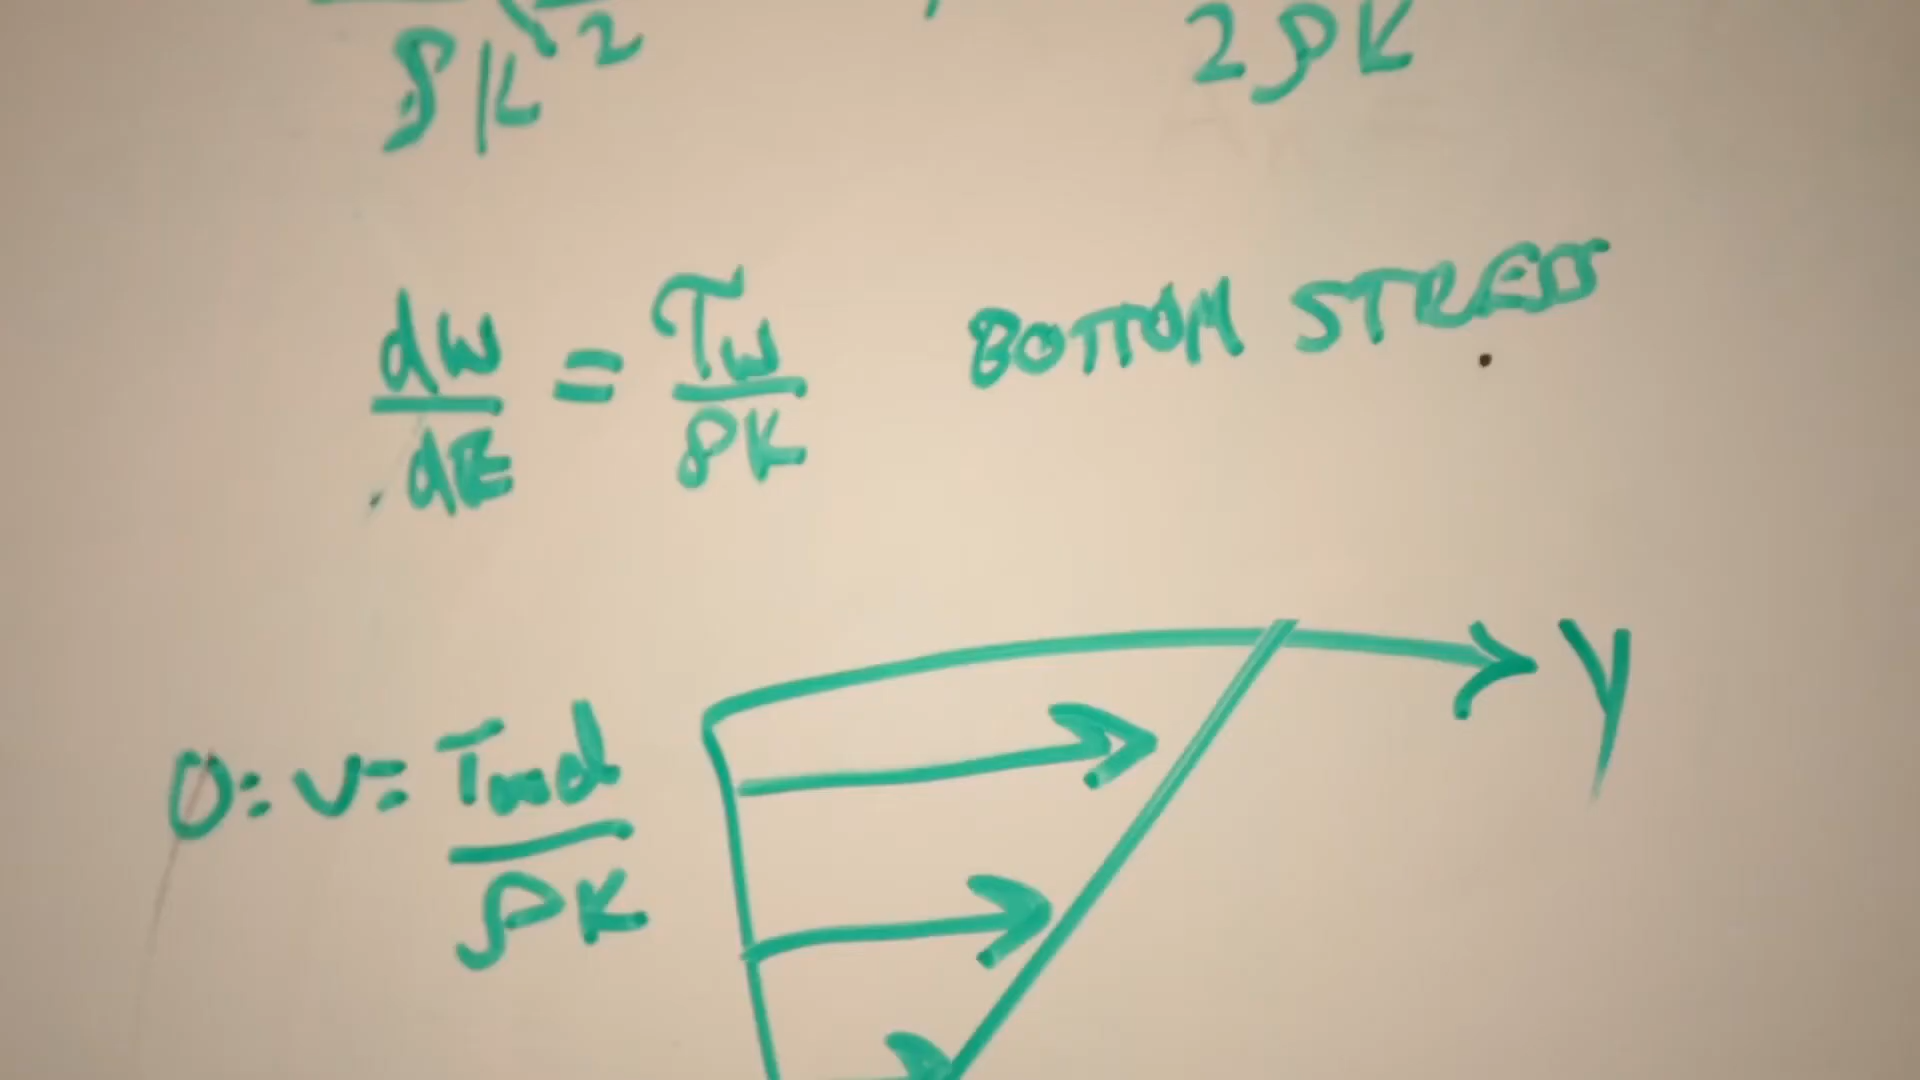 ρK√2 , 2ρK
dw/dz = τw/ρK BOTTOM STRESS
y
0: v = τwd/ρK